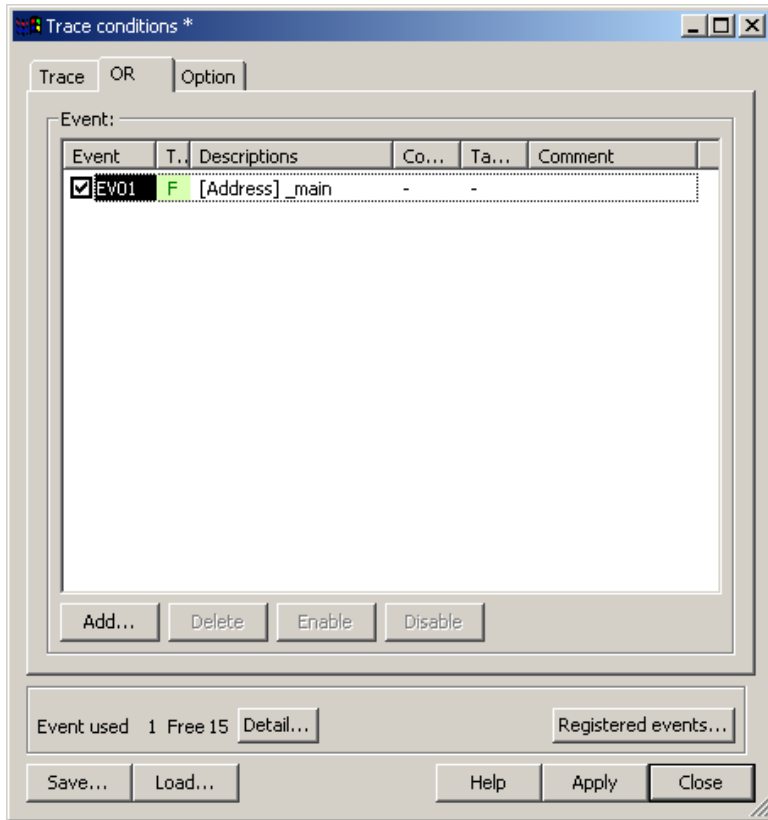 Trace conditions *
Trace OR Option
Event:
Event T.. Descriptions Co... Ta... Comment
EV01 F [Address] _main - -
Add... Delete Enable Disable
Event used 1 Free 15 Detail... Registered events...
Save... Load... Help Apply Close